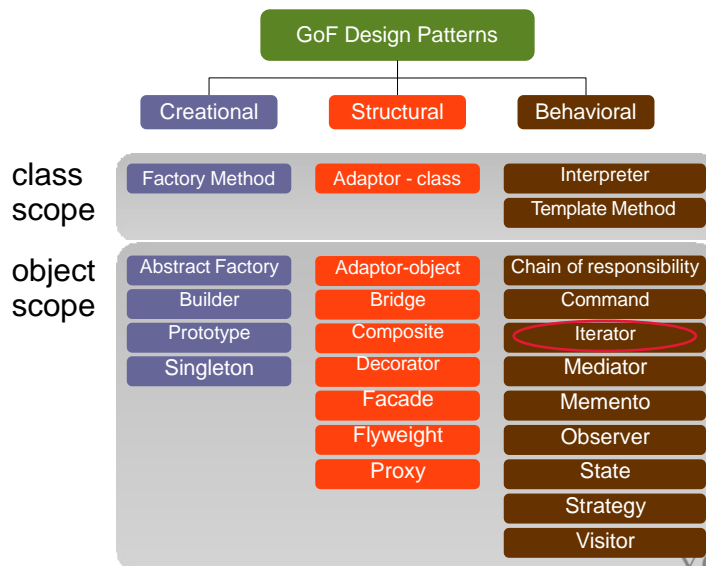 GoF Design Patterns
Creational
Structural
Behavioral
class
scope
Factory Method
Adaptor - class
Interpreter
Template Method
object
scope
Abstract Factory
Builder
Prototype
Singleton
Adaptor-object
Bridge
Composite
Decorator
Facade
Flyweight
Proxy
Chain of responsibility
Command
Iterator
Mediator
Memento
Observer
State
Strategy
Visitor